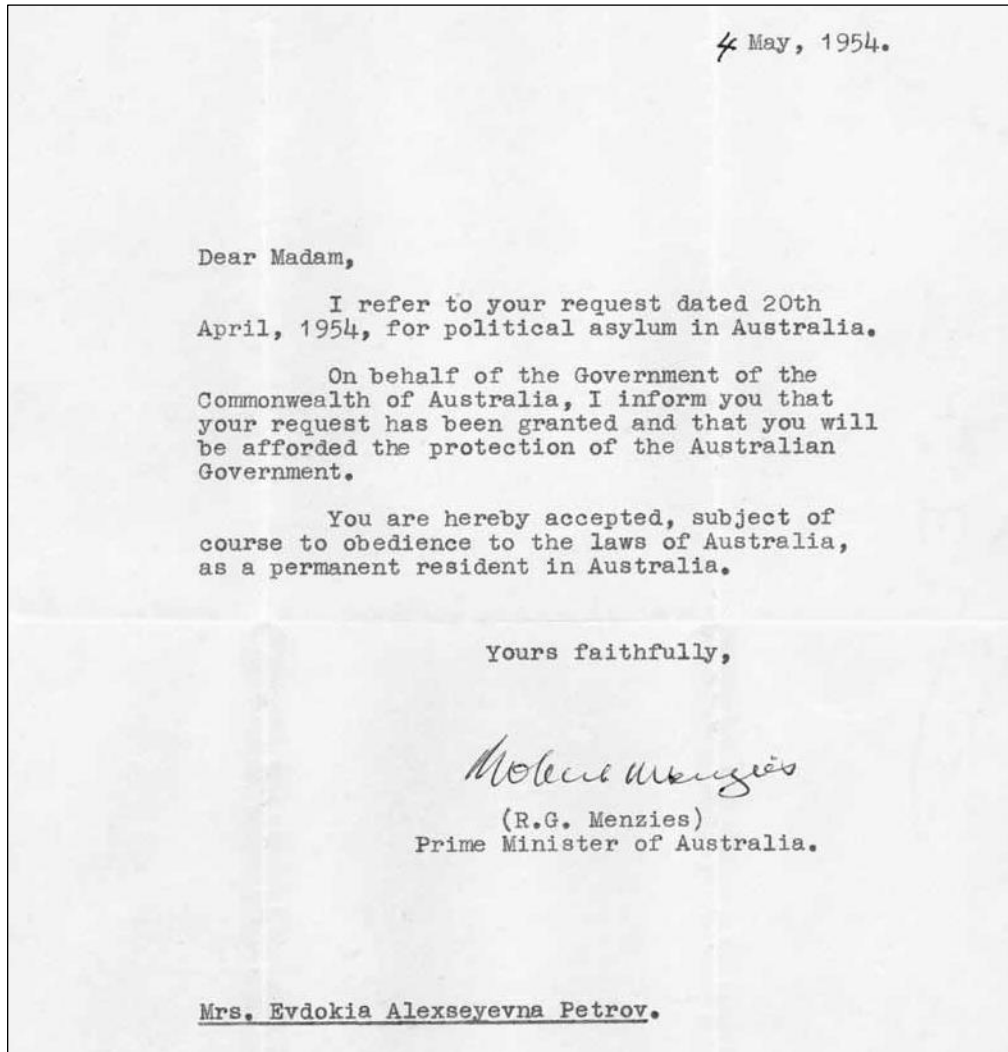 4 May, 1954.
Dear Madam,
I refer to your request dated 20th
April, 1954, for political asylum in Australia.
On behalf of the Government of the
Commonwealth of Australia, I inform you that
your request has been granted and that you will
be afforded the protection of the Australian
Government.
You are hereby accepted, subject of
course to obedience to the laws of Australia,
as a permanent resident in Australia.
Yours faithfully,
Robert Menzies
(R.G. Menzies)
Prime Minister of Australia.
Mrs. Evdokia Alexseyevna Petrov.